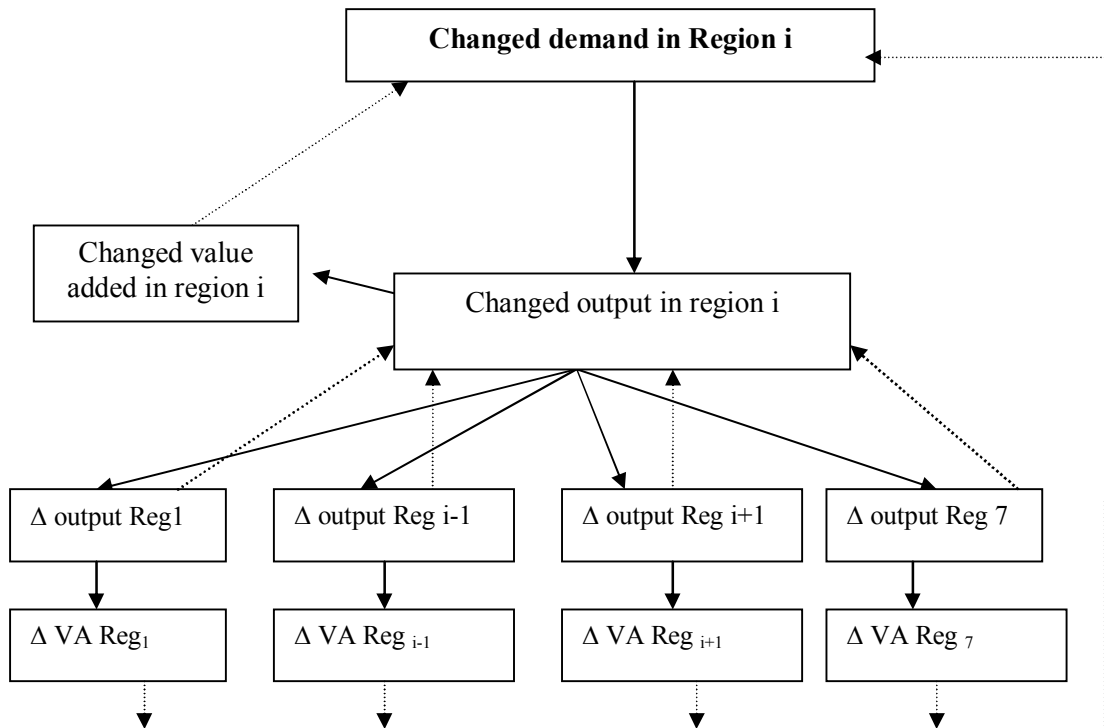 Changed demand in Region i
Changed value
added in region i
Changed output in region i
Δ output Reg1
Δ output Reg i-1
Δ output Reg i+1
Δ output Reg 7
Δ VA Reg₁
Δ VA Reg i-1
Δ VA Reg i+1
Δ VA Reg 7